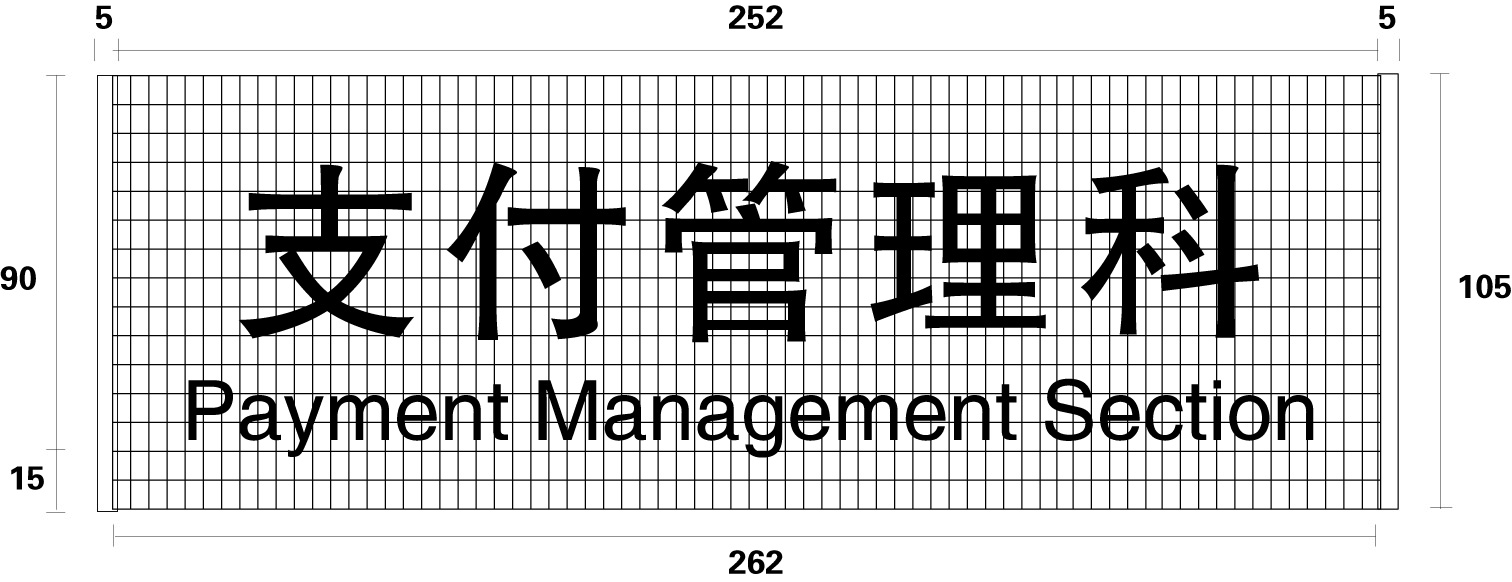 5 252 5
支付管理科
90
105
Payment Management Section
15
262